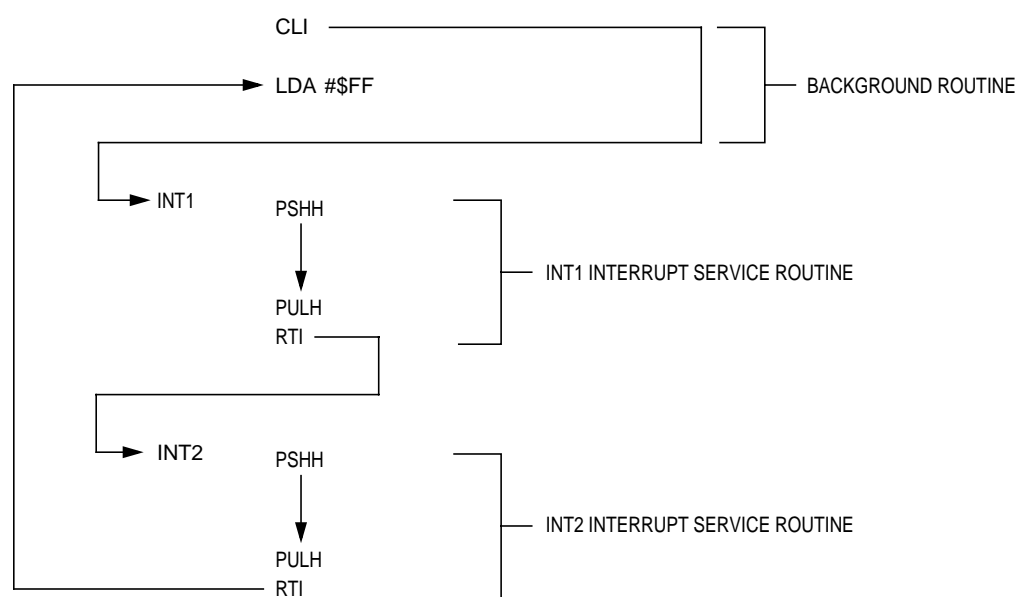 CLI
LDA #$FF
BACKGROUND ROUTINE
INT1
PSHH
INT1 INTERRUPT SERVICE ROUTINE
PULH
RTI
INT2
PSHH
INT2 INTERRUPT SERVICE ROUTINE
PULH
RTI